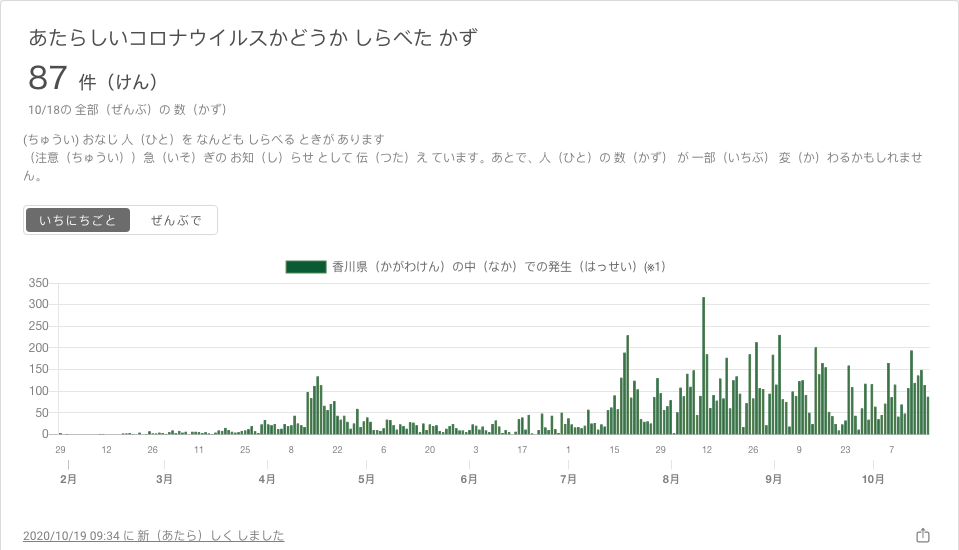 あたらしいコロナウイルスかどうか しらべた かず
87 件（けん）
10/18の 全部（ぜんぶ）の 数（かず）
(ちゅうい) おなじ 人（ひと）を なんども しらべる ときが あります
（注意（ちゅうい））急（いそ）ぎの お知（し）らせ として 伝（つた）え ています。あとで、人（ひと）の 数（かず） が 一部（いちぶ） 変（か）わるかもしれませ
ん。
いちにちごと ぜんぶで
香川県（かがわけん）の中（なか）での発生（はっせい）(※1)
350
300
250
200
150
100
50
0
29 12 26 11 25 8 22 6 20 3 17 1 15 29 12 26 9 23 7
2月 3月 4月 5月 6月 7月 8月 9月 10月
2020/10/19 09:34 に 新（あたら）しく しました